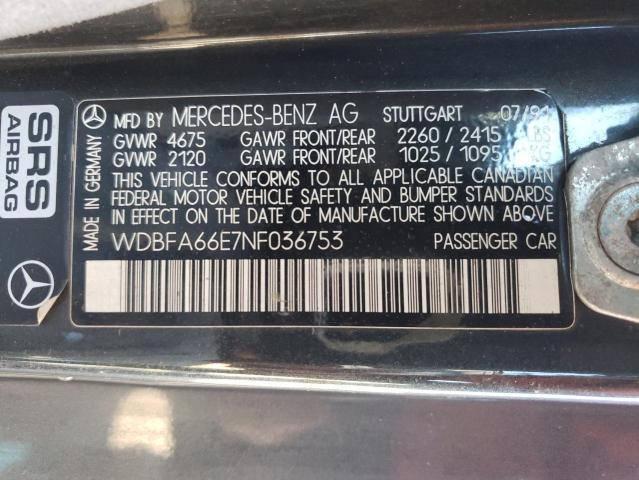 SRS
AIRBAG
MADE IN GERMANY
MFD BY MERCEDES-BENZ AG STUTTGART 07/91
GVWR 4675 GAWR FRONT/REAR 2260 / 2415 LBS
GVWR 2120 GAWR FRONT/REAR 1025 / 1095 KG
THIS VEHICLE CONFORMS TO ALL APPLICABLE CANADIAN
FEDERAL MOTOR VEHICLE SAFETY AND BUMPER STANDARDS
IN EFFECT ON THE DATE OF MANUFACTURE SHOWN ABOVE
WDBFA66E7NF036753 PASSENGER CAR